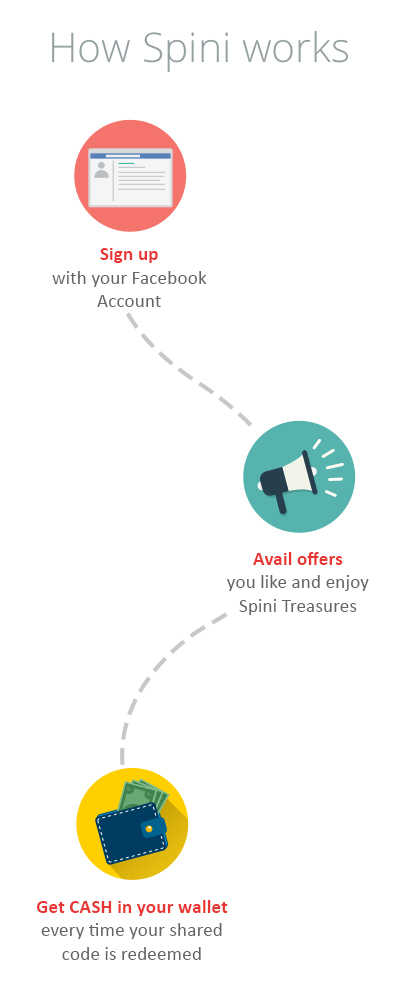 How Spini works
Sign up
with your Facebook
Account
Avail offers
you like and enjoy
Spini Treasures
Get CASH in your wallet
every time your shared
code is redeemed